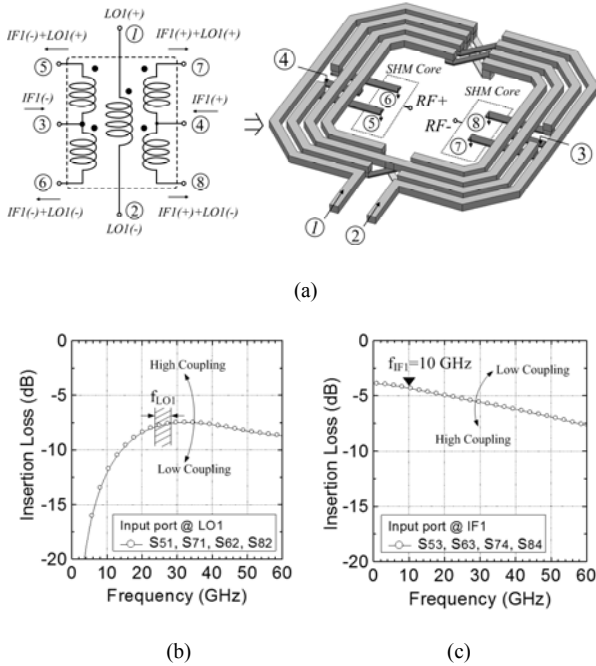 LO1(+)
IF1(-)+LO1(+)
①
IF1(+)+LO1(+)
⑤
⑦
IF1(-)
IF1(+)
③
④
⑥
⑧
IF1(-)+LO1(-)
②
IF1(+)+LO1(-)
LO1(-)
④
SHM Core
SHM Core
⑥
RF+
⑤
RF-
⑧
⑦
③
①
②
(a)
Insertion Loss (dB)
0
-5
-10
-15
-20
High Coupling
fLO1
Low Coupling
Input port @ LO1
S51, S71, S62, S82
0 10 20 30 40 50 60
Frequency (GHz)
(b)
Insertion Loss (dB)
0
-5
-10
-15
-20
fIF1=10 GHz
Low Coupling
High Coupling
Input port @ IF1
S53, S63, S74, S84
0 10 20 30 40 50 60
Frequency (GHz)
(c)